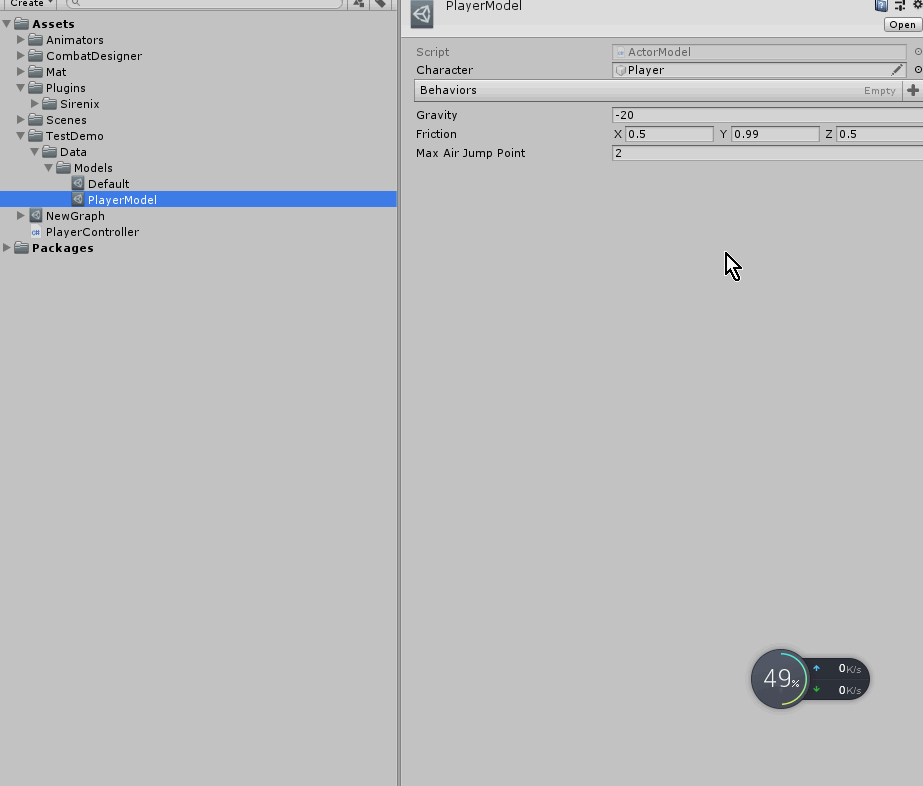 Create
Assets
Animators
CombatDesigner
Mat
Plugins
Sirenix
Scenes
TestDemo
Data
Models
Default
PlayerModel
NewGraph
PlayerController
Packages
PlayerModel
Open
Script ActorModel
Character Player
Behaviors Empty
Gravity -20
Friction X 0.5 Y 0.99 Z 0.5
Max Air Jump Point 2
49% 0K/s
0K/s